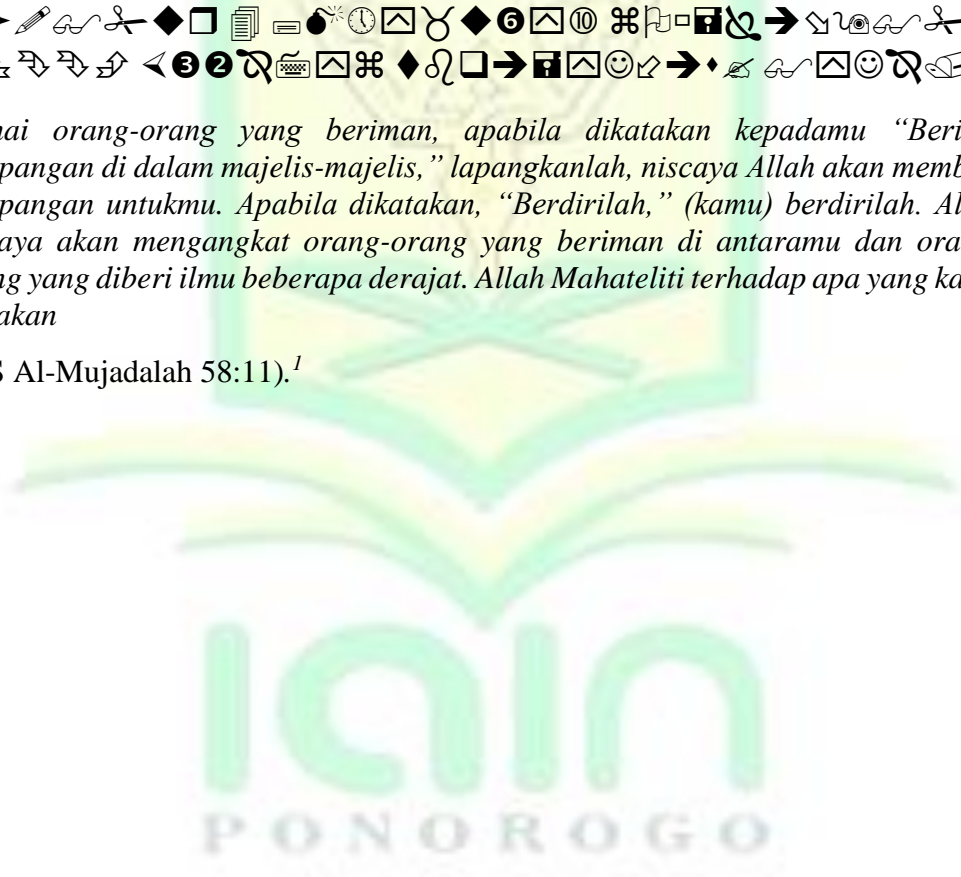 nai orang-orang yang beriman, apabila dikatakan kepadamu “Beri
pangan di dalam majelis-majelis,” lapangkanlah, niscaya Allah akan memb
pangan untukmu. Apabila dikatakan, “Berdirilah,” (kamu) berdirilah. Al
aya akan mengangkat orang-orang yang beriman di antaramu dan ora
ng yang diberi ilmu beberapa derajat. Allah Mahateliti terhadap apa yang ka
akan
S Al-Mujadalah 58:11).1
iain
PONOROGO